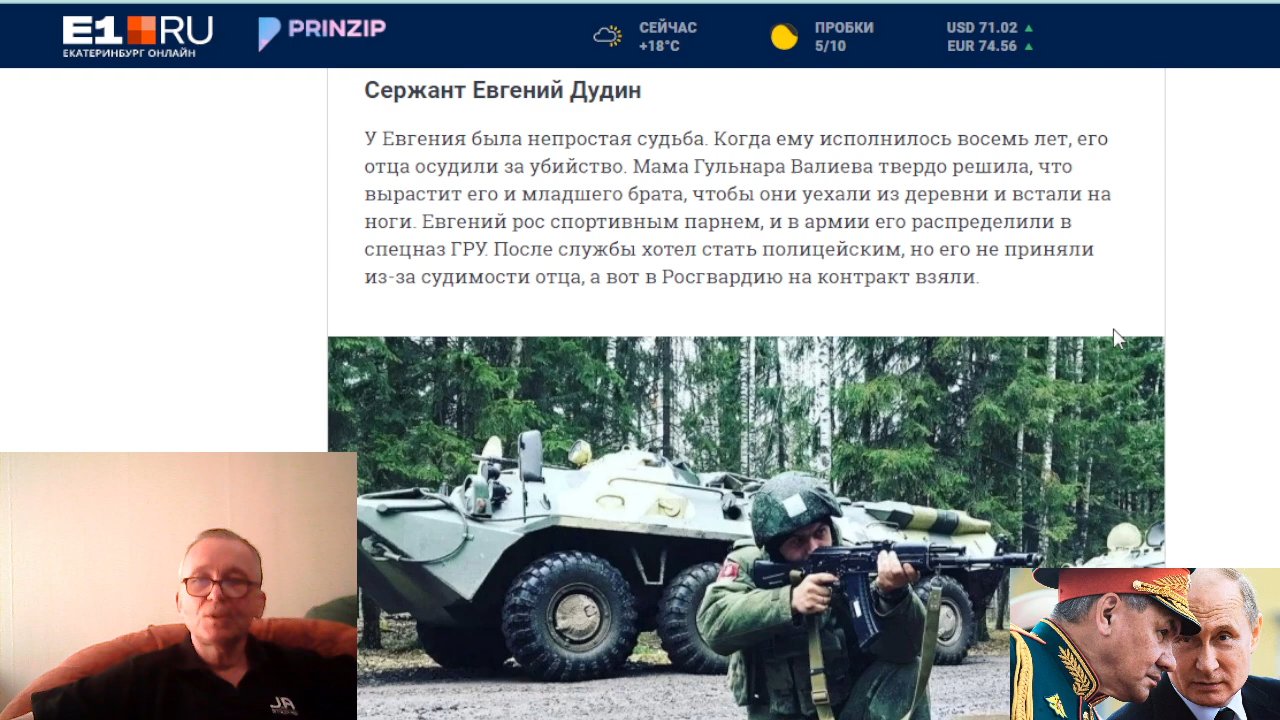 E1 RU
ЕКАТЕРИНБУРГ ОНЛАЙН
PRINZIP
СЕЙЧАС
+18°C
ПРОБКИ
5/10
USD 71.02
EUR 74.56
Сержант Евгений Дудин
У Евгения была непростая судьба. Когда ему исполнилось восемь лет, его
отца осудили за убийство. Мама Гульнара Валиева твердо решила, что
вырастит его и младшего брата, чтобы они уехали из деревни и встали на
ноги. Евгений рос спортивным парнем, и в армии его распределили в
спецназ ГРУ. После службы хотел стать полицейским, но его не приняли
из-за судимости отца, а вот в Росгвардию на контракт взяли.
JA